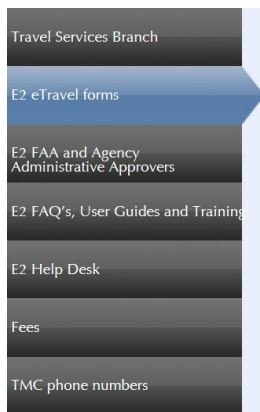 Travel Services Branch
E2 eTravel forms
E2 FAA and Agency
Administrative Approvers
E2 FAQ's, User Guides and Training
E2 Help Desk
Fees
TMC phone numbers